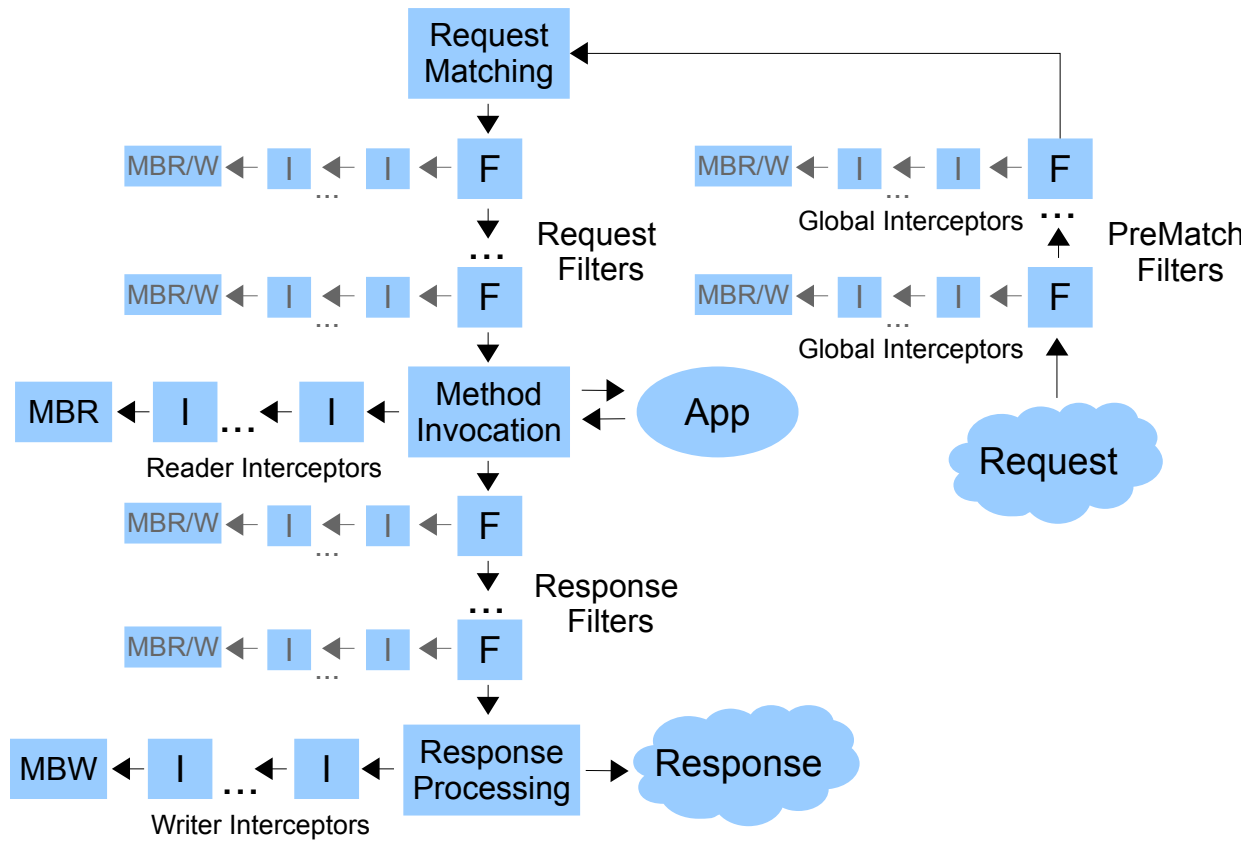 Request
Matching
MBR/W
I
...
I
F
MBR/W
I
...
I
F
Global Interceptors
...
Request
Filters
...
PreMatch
Filters
MBR/W
I
...
I
F
MBR/W
I
...
I
F
Global Interceptors
MBR
I
...
I
Method
Invocation
App
Reader Interceptors
Request
MBR/W
I
...
I
F
Response
Filters
...
MBR/W
I
...
I
F
MBW
I
...
I
Response
Processing
Response
Writer Interceptors